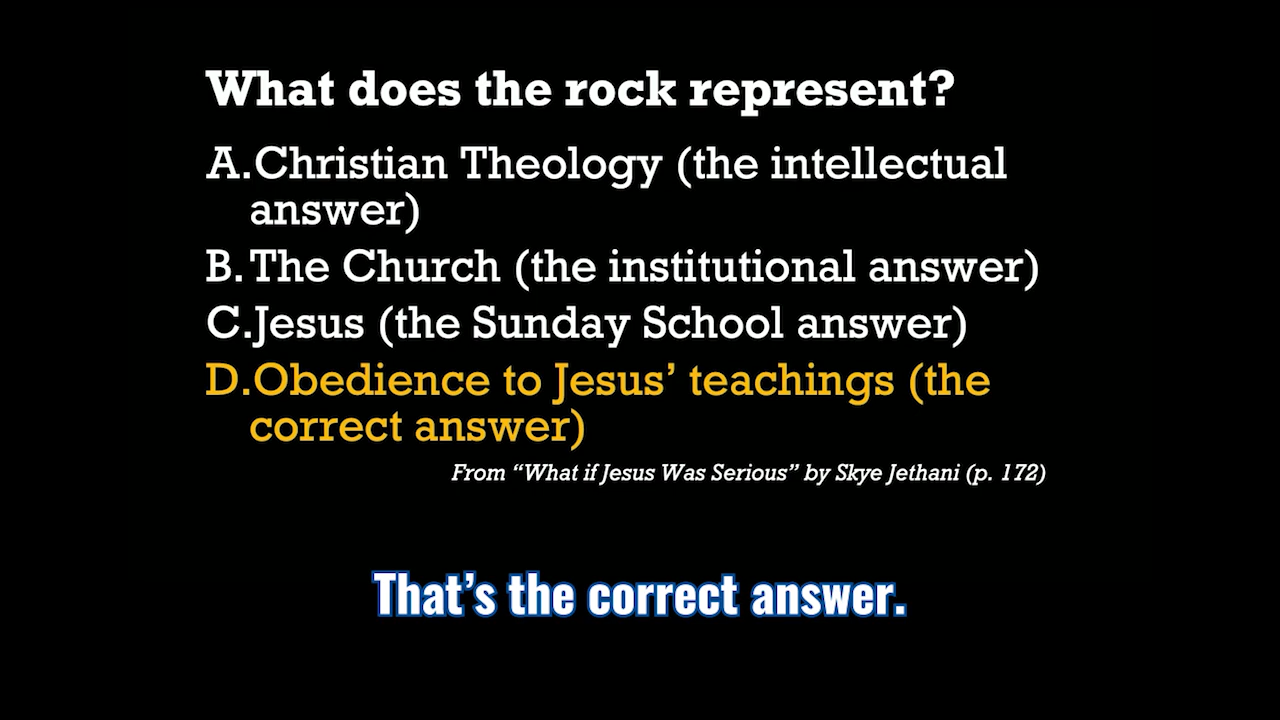 What does the rock represent?
A.Christian Theology (the intellectual
answer)
B.The Church (the institutional answer)
C.Jesus (the Sunday School answer)
D.Obedience to Jesus’ teachings (the
correct answer)
From “What if Jesus Was Serious” by Skye Jethani (p. 172)
That’s the correct answer.